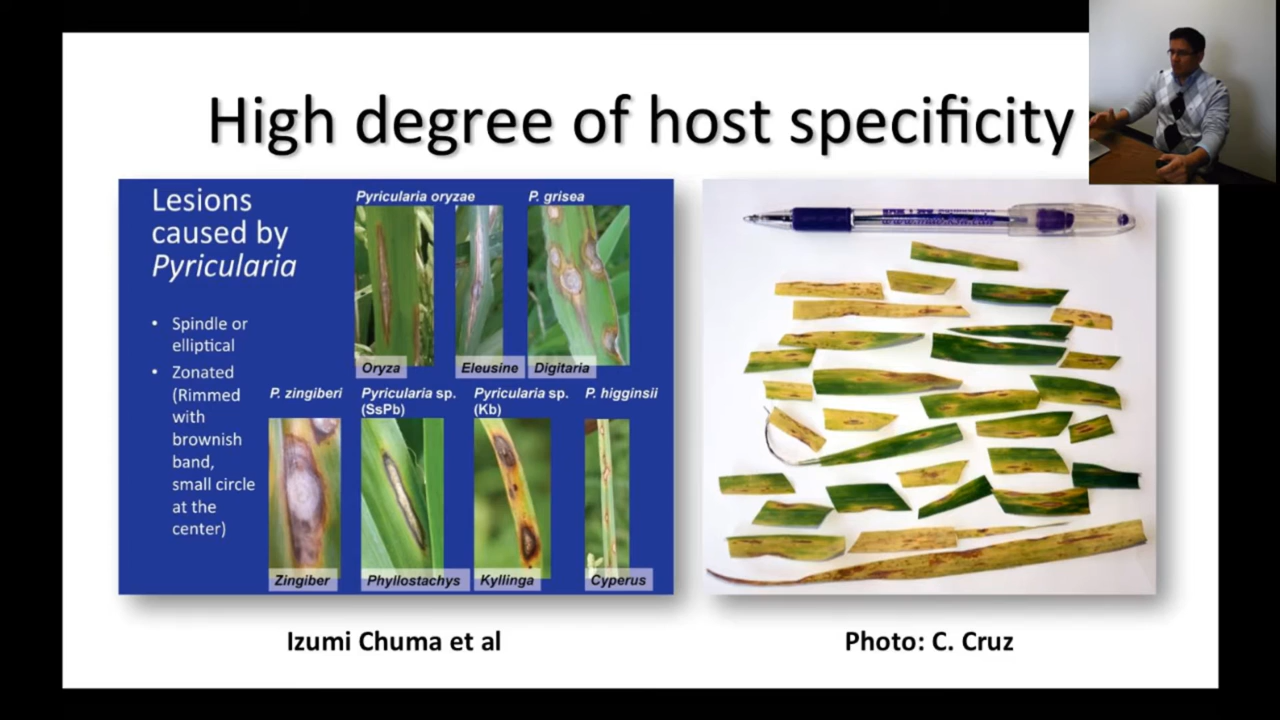 High degree of host specificity
Lesions
caused by
Pyricularia
• Spindle or
elliptical
• Zonated
(Rimmed
with
brownish
band,
small circle
at the
center)
Pyricularia oryzae
P. grisea
Oryza
Eleusine
Digitaria
P. zingiberi
Pyricularia sp.
(SsPb)
Pyricularia sp.
(Kb)
P. higginsii
Zingiber
Phyllostachys
Kyllinga
Cyperus
Izumi Chuma et al
Photo: C. Cruz